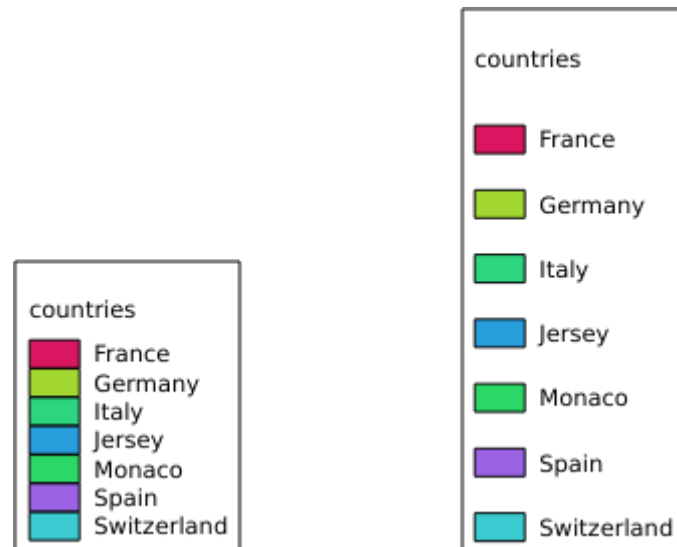 countries
France
Germany
Italy
Jersey
Monaco
Spain
Switzerland
countries
France
Germany
Italy
Jersey
Monaco
Spain
Switzerland